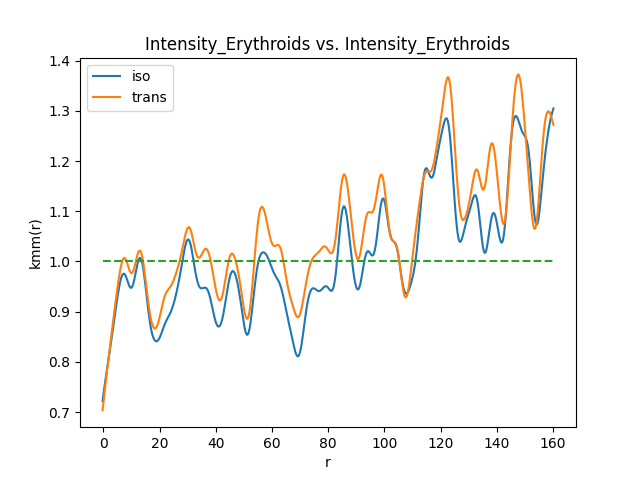 Intensity_Erythroids vs. Intensity_Erythroids
iso
trans
kmm(r)
1.4
1.3
1.2
1.1
1.0
0.9
0.8
0.7
0 20 40 60 80 100 120 140 160
r